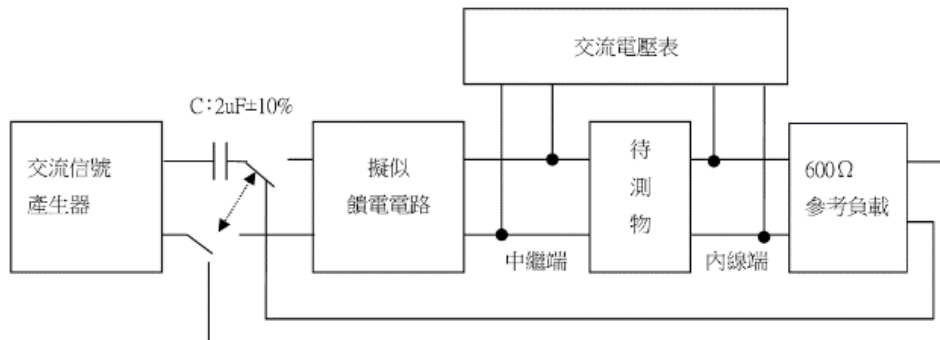 交流電壓表
C:2uF±10%
交流信號
產生器
擬似
饋電電路
待
測
物
600Ω
參考負載
中繼端
內線端